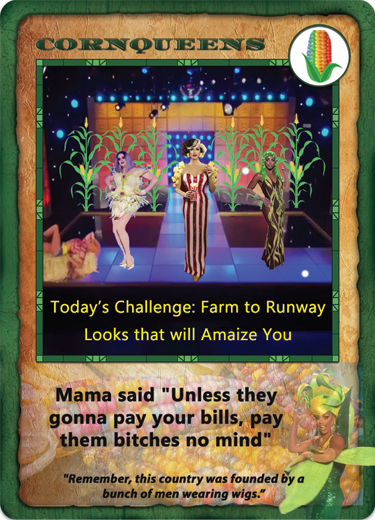 CORNQUEENS
Today's Challenge: Farm to Runway
Looks that will Amaize You
Mama said "Unless they
gonna pay your bills, pay
them bitches no mind"
"Remember, this country was founded by a
bunch of men wearing wigs."